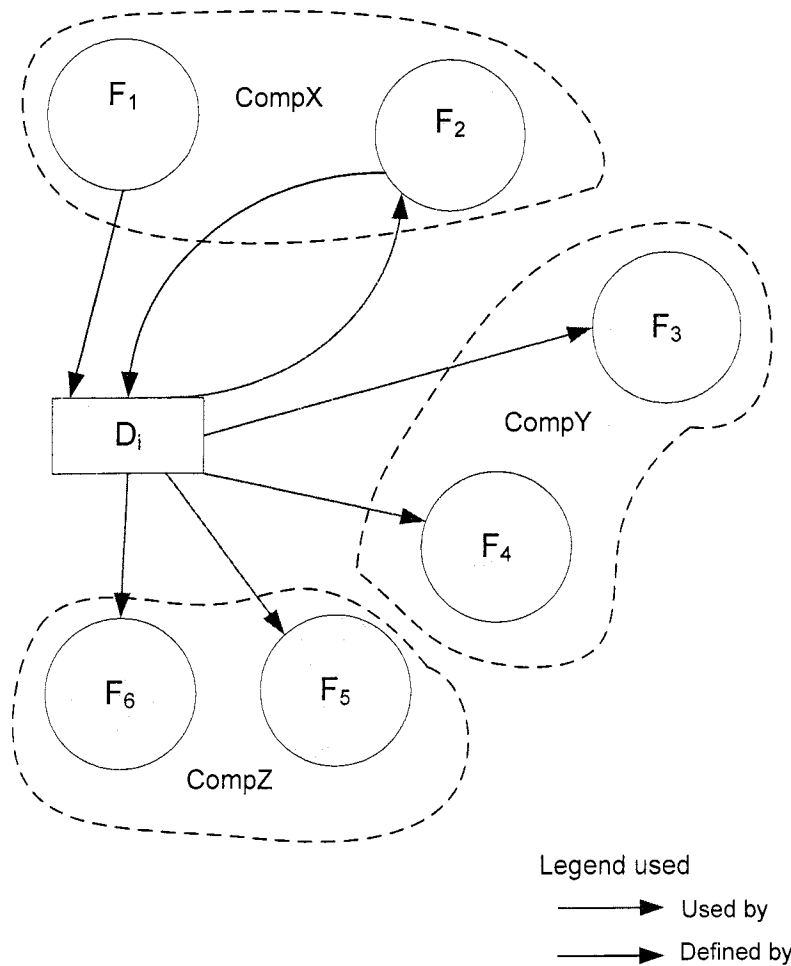 F₁
CompX
F₂
F₃
Dᵢ
CompY
F₄
F₆
F₅
CompZ
Legend used
Used by
Defined by